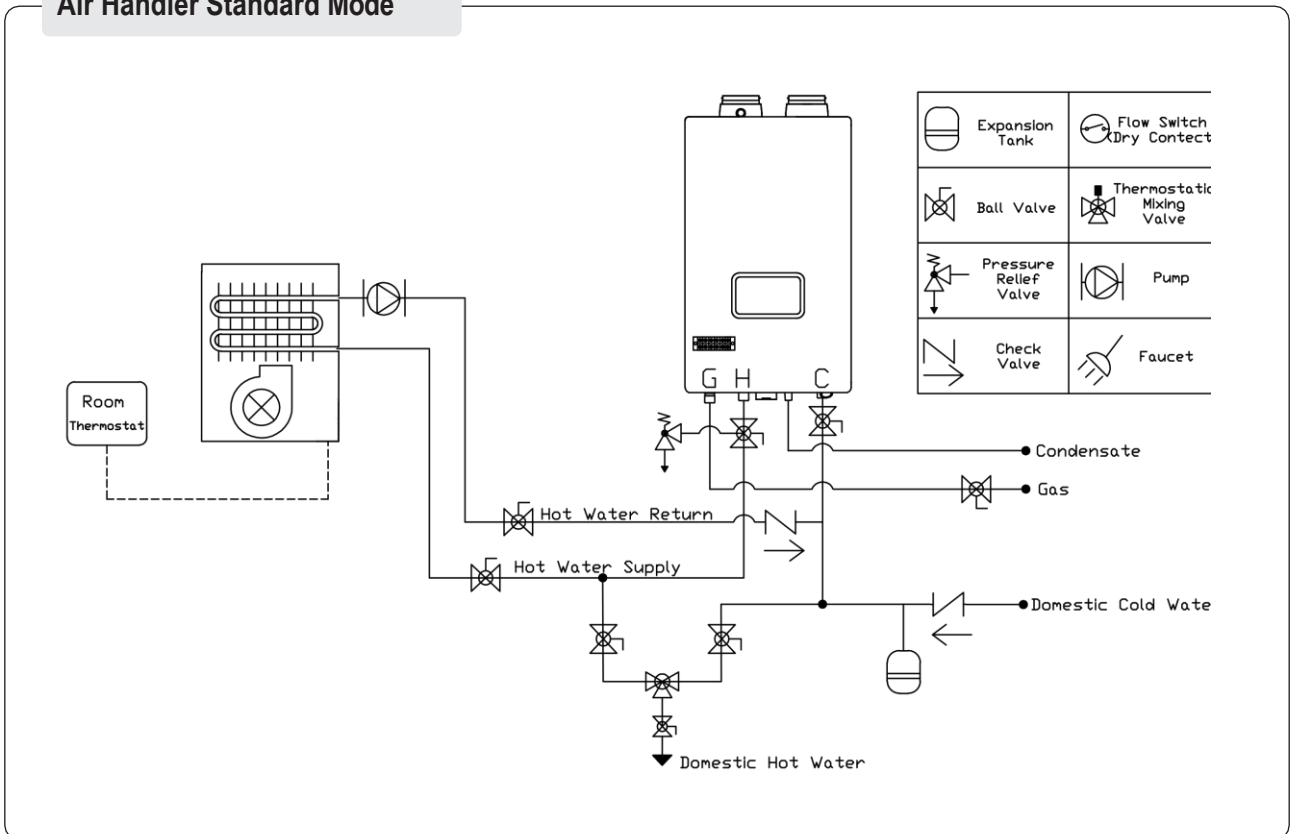 Air Handler Standard Mode
Expansion
Tank
Flow Switch
(Dry Contect
Ball Valve
Thermostatic
Mixing
Valve
Pressure
Relief
Valve
Pump
Check
Valve
Faucet
G H C
Room
Thermostat
Condensate
Gas
Hot Water Return
Hot Water Supply
Domestic Cold Wate
Domestic Hot Water